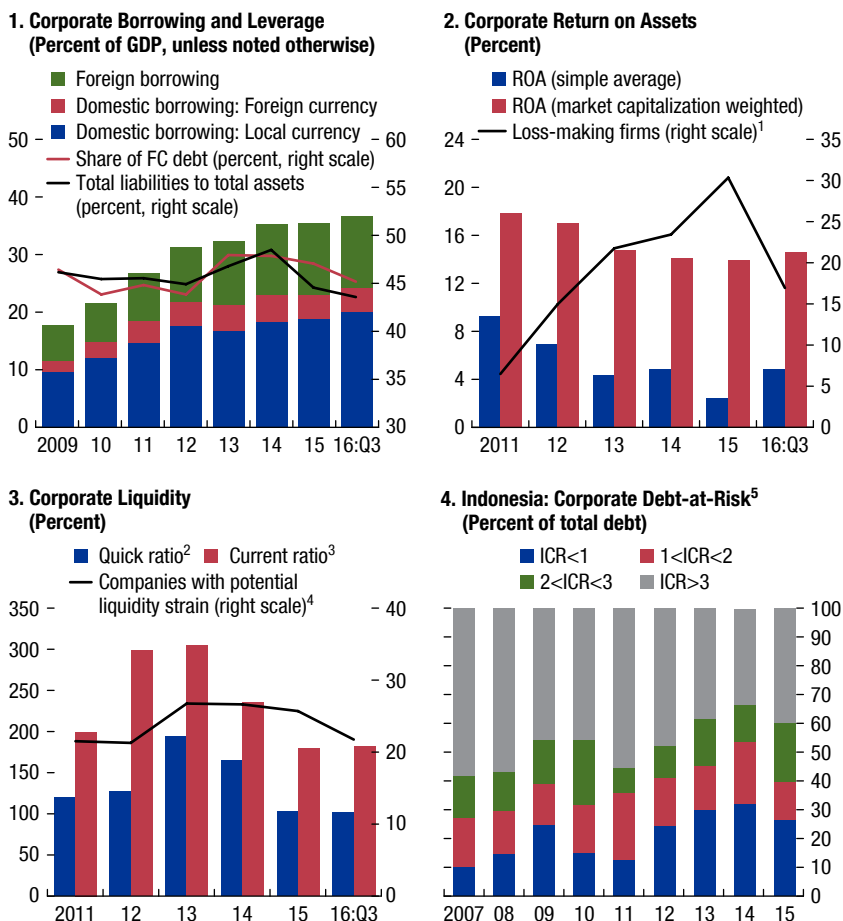 1. Corporate Borrowing and Leverage
(Percent of GDP, unless noted otherwise)
Foreign borrowing
Domestic borrowing: Foreign currency
Domestic borrowing: Local currency
Share of FC debt (percent, right scale)
Total liabilities to total assets
(percent, right scale)
50
40
30
20
10
0
60
55
50
45
40
35
30
2009 10 11 12 13 14 15 16:Q3
2. Corporate Return on Assets
(Percent)
ROA (simple average)
ROA (market capitalization weighted)
Loss-making firms (right scale)¹
24
20
16
12
8
4
0
35
30
25
20
15
10
5
0
2011 12 13 14 15 16:Q3
3. Corporate Liquidity
(Percent)
Quick ratio² Current ratio³
Companies with potential
liquidity strain (right scale)⁴
350
300
250
200
150
100
50
0
40
30
20
10
0
2011 12 13 14 15 16:Q3
4. Indonesia: Corporate Debt-at-Risk⁵
(Percent of total debt)
ICR<1 1<ICR<2
2<ICR<3 ICR>3
100
90
80
70
60
50
40
30
20
10
0
2007 08 09 10 11 12 13 14 15